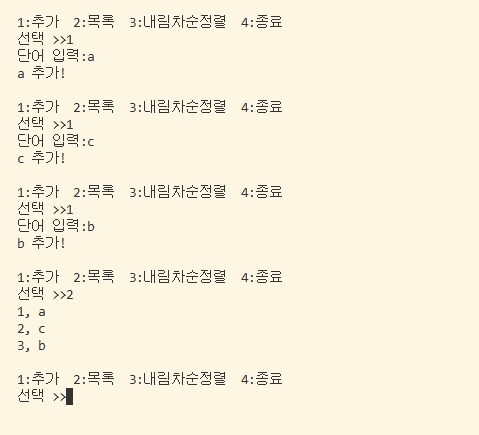 1:추가 2:목록 3:내림차순정렬 4:종료
선택 >>1
단어 입력:a
a 추가!
1:추가 2:목록 3:내림차순정렬 4:종료
선택 >>1
단어 입력:c
c 추가!
1:추가 2:목록 3:내림차순정렬 4:종료
선택 >>1
단어 입력:b
b 추가!
1:추가 2:목록 3:내림차순정렬 4:종료
선택 >>2
1, a
2, c
3, b
1:추가 2:목록 3:내림차순정렬 4:종료
선택 >>